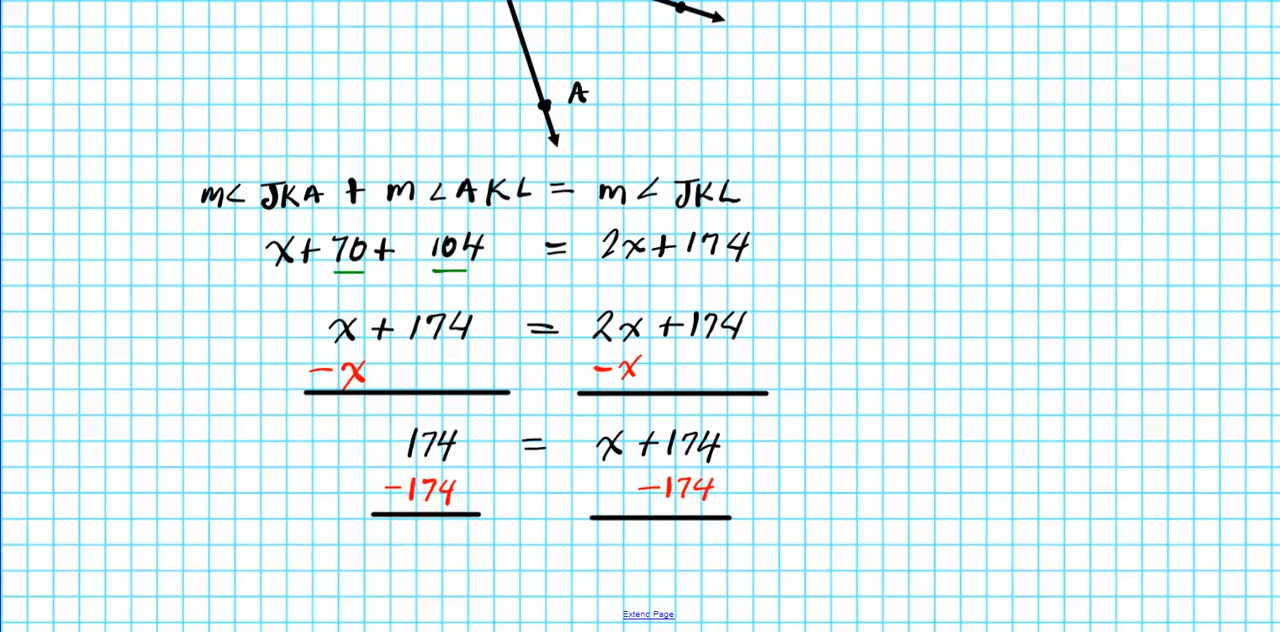 A
m∠ JKA + m ∠ AKL = m ∠ JKL
x + 70 + 104 = 2x + 174
x + 174 = 2x + 174
-x -x
174 = x + 174
-174 -174
Extend Page